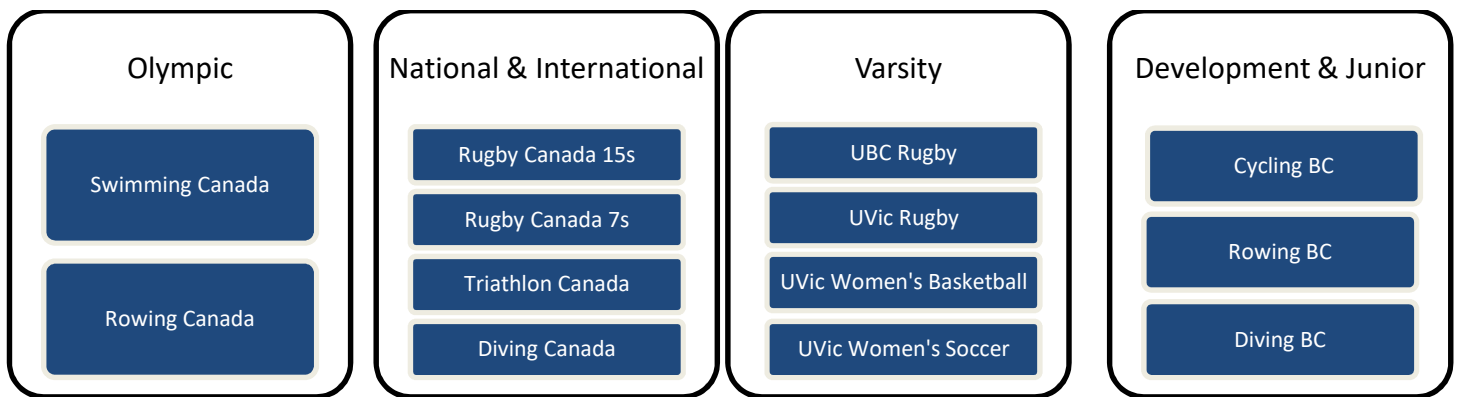 Olympic
Swimming Canada
Rowing Canada
National & International
Rugby Canada 15s
Rugby Canada 7s
Triathlon Canada
Diving Canada
Varsity
UBC Rugby
UVic Rugby
UVic Women's Basketball
UVic Women's Soccer
Development & Junior
Cycling BC
Rowing BC
Diving BC